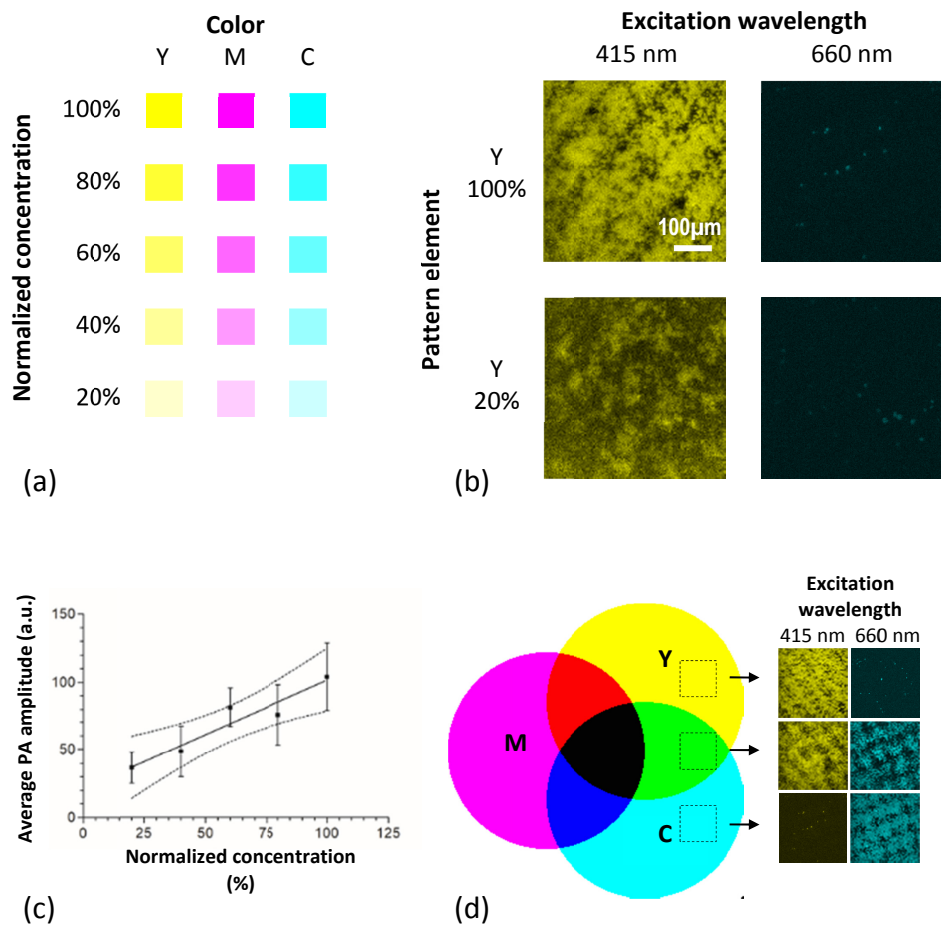 Color
Y M C
Normalized concentration
100%
80%
60%
40%
20%
(a)
Excitation wavelength
415 nm 660 nm
Pattern element
Y
100%
100µm
Y
20%
(b)
Average PA amplitude (a.u.)
150
100
50
0
0 25 50 75 100 125
Normalized concentration
(%)
(c)
Y
M
C
Excitation
wavelength
415 nm 660 nm
(d)